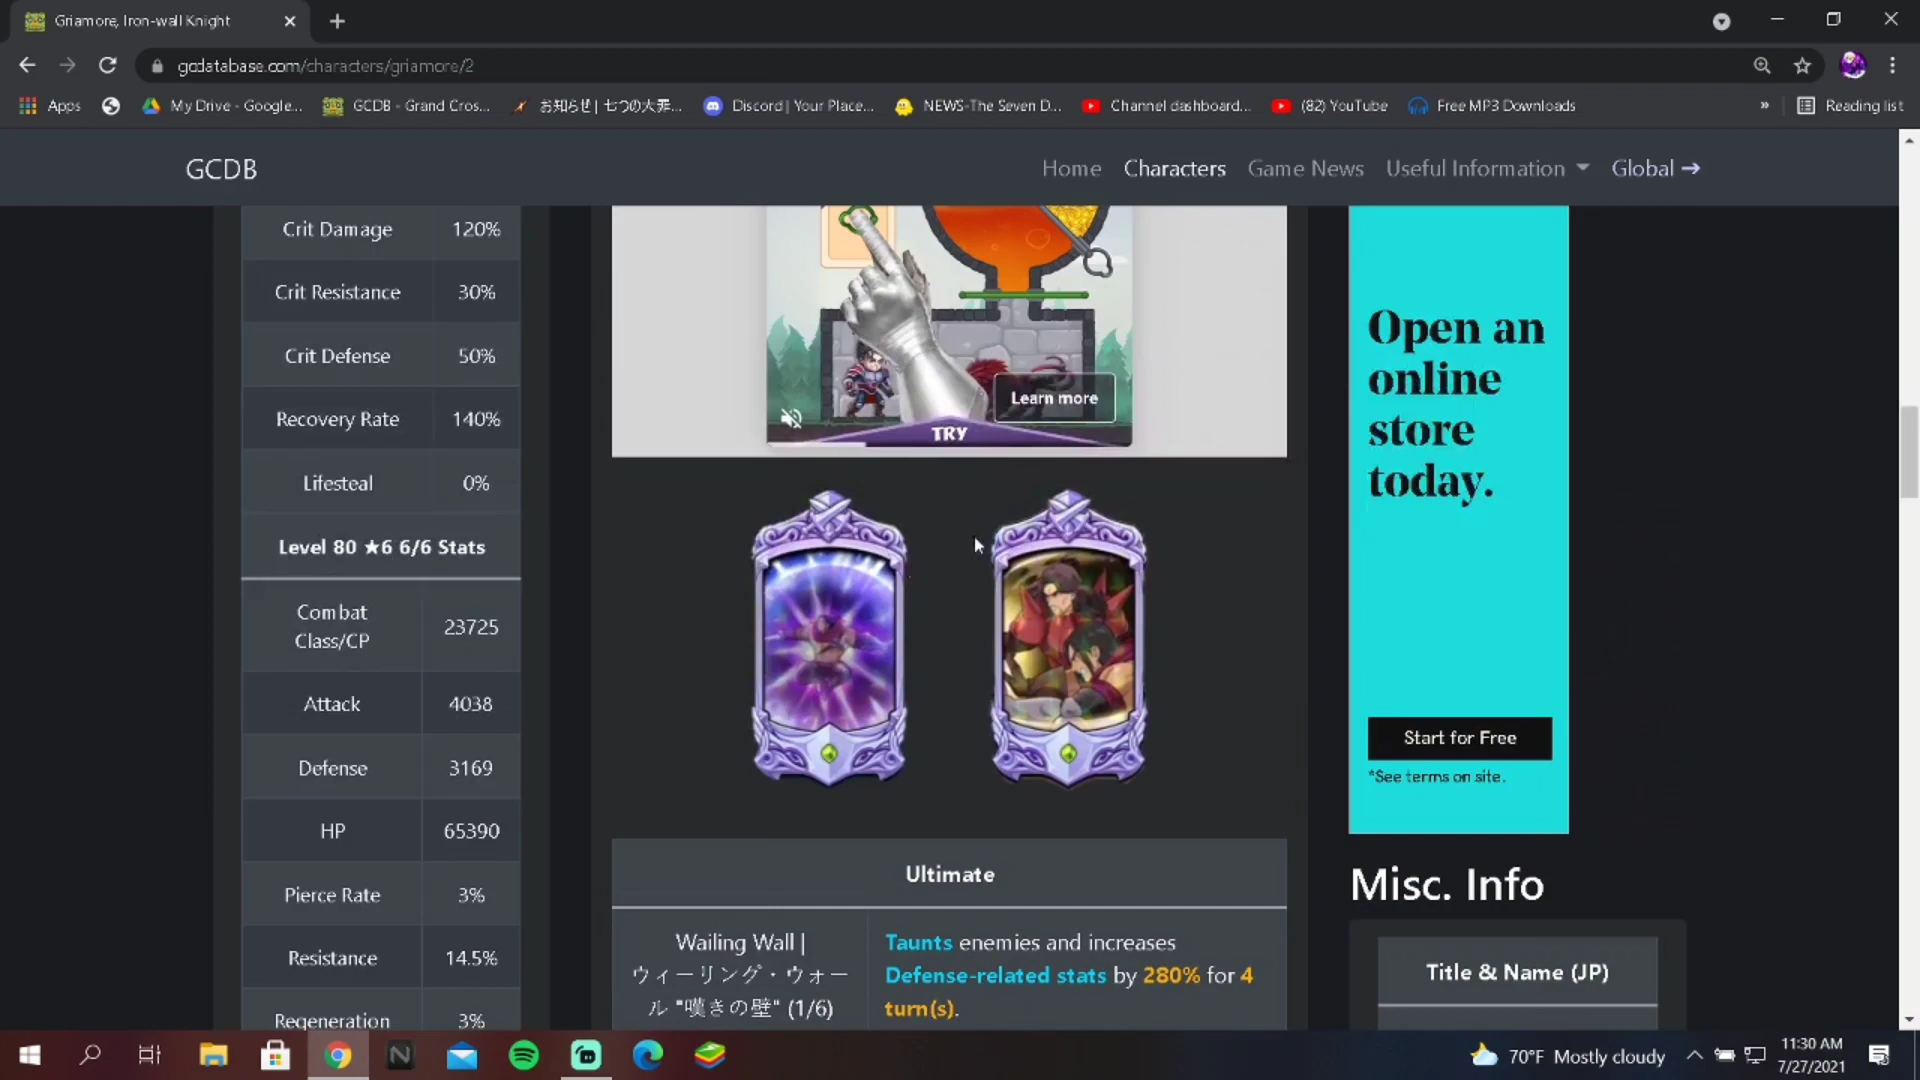 Griamore, Iron-wall Knight
gcdatabase.com/characters/griamore/2
Apps
My Drive - Google...
GCDB - Grand Cros...
お知らせ | 七つの大罪...
Discord | Your Place...
NEWS-The Seven D...
Channel dashboard...
(82) YouTube
Free MP3 Downloads
»
Reading list
GCDB
Home
Characters
Game News
Useful Information
Global →
Crit Damage 120%
Crit Resistance 30%
Crit Defense 50%
Recovery Rate 140%
Lifesteal 0%
Level 80 ★6 6/6 Stats
Combat
Class/CP 23725
Attack 4038
Defense 3169
HP 65390
Pierce Rate 3%
Resistance 14.5%
Regeneration 3%
Learn more
TRY
Ultimate
Wailing Wall |
ウィーリング・ウォー
ル "嘆きの壁" (1/6)
Taunts enemies and increases
Defense-related stats by 280% for 4
turn(s).
Open an
online
store
today.
Start for Free
*See terms on site.
Misc. Info
Title & Name (JP)
70°F Mostly cloudy
11:30 AM
7/27/2021